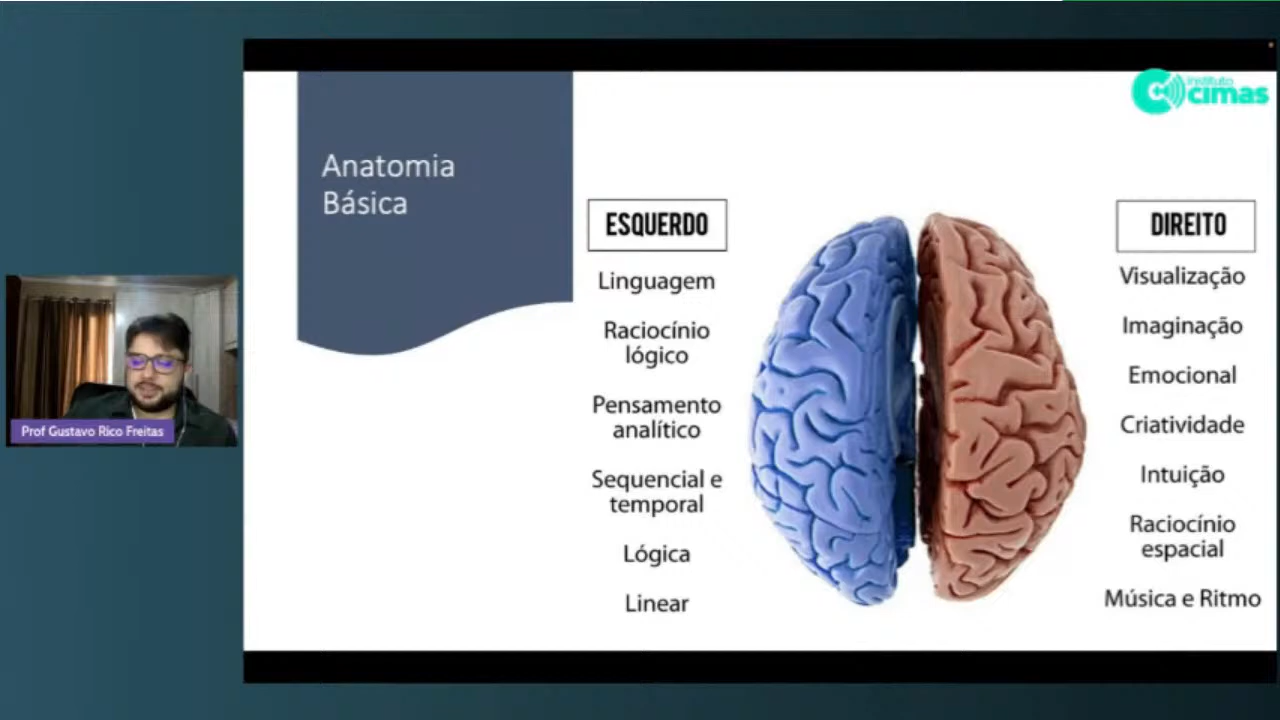 instituto
cimas
Anatomia
Básica
ESQUERDO
Linguagem
Raciocínio
lógico
Pensamento
analítico
Sequencial e
temporal
Lógica
Linear
DIREITO
Visualização
Imaginação
Emocional
Criatividade
Intuição
Raciocínio
espacial
Música e Ritmo
Prof Gustavo Rico Freitas